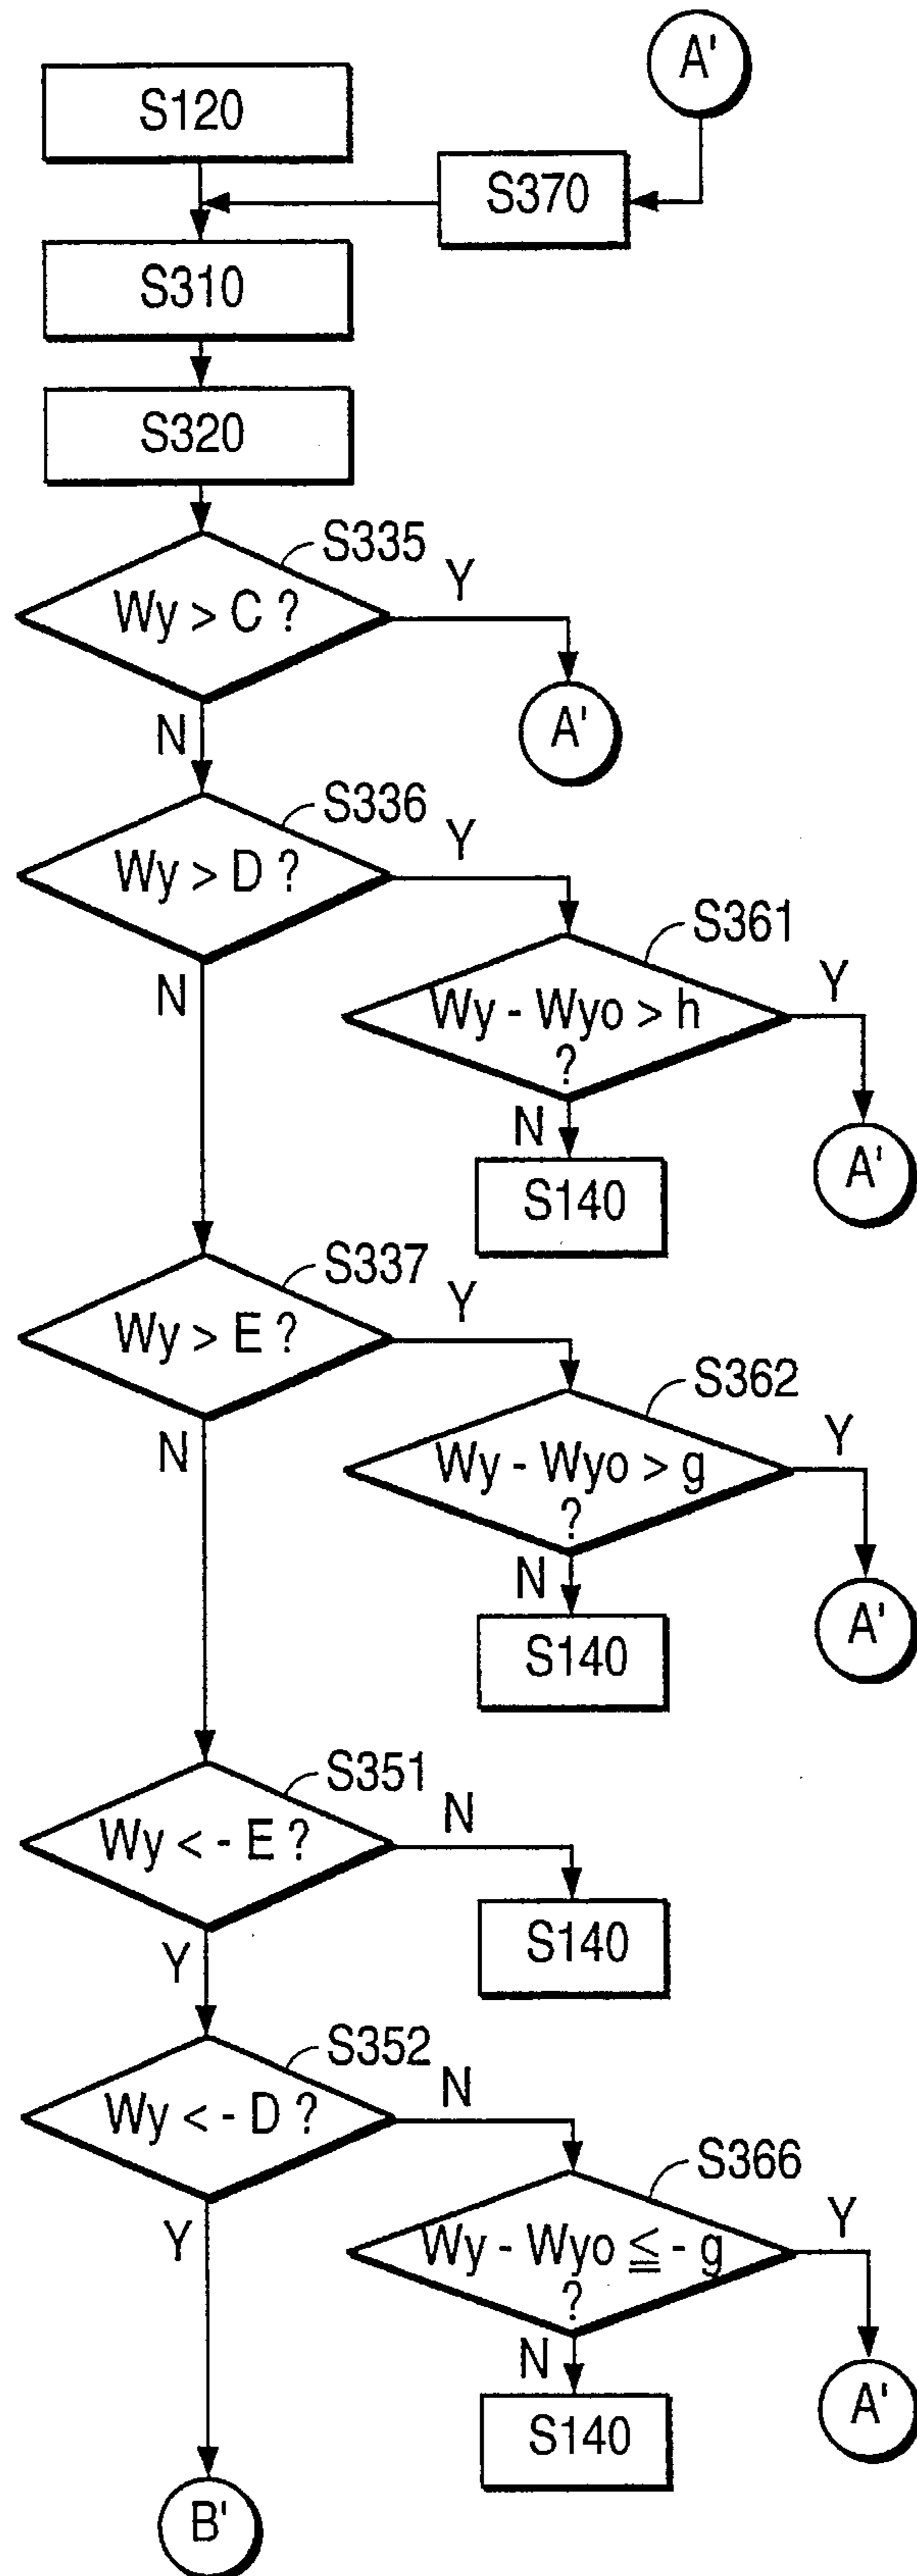 A'
S120
S370
S310
S320
S335
Wy > C ?
Y
N
A'
S336
Wy > D ?
Y
N
S361
Wy - Wyo > h
?
Y
N
A'
S140
S337
Wy > E ?
Y
N
S362
Wy - Wyo > g
?
Y
N
A'
S140
S351
Wy < - E ?
N
Y
S140
S352
Wy < - D ?
N
Y
S366
Wy - Wyo ≦ - g
?
Y
N
A'
S140
B'